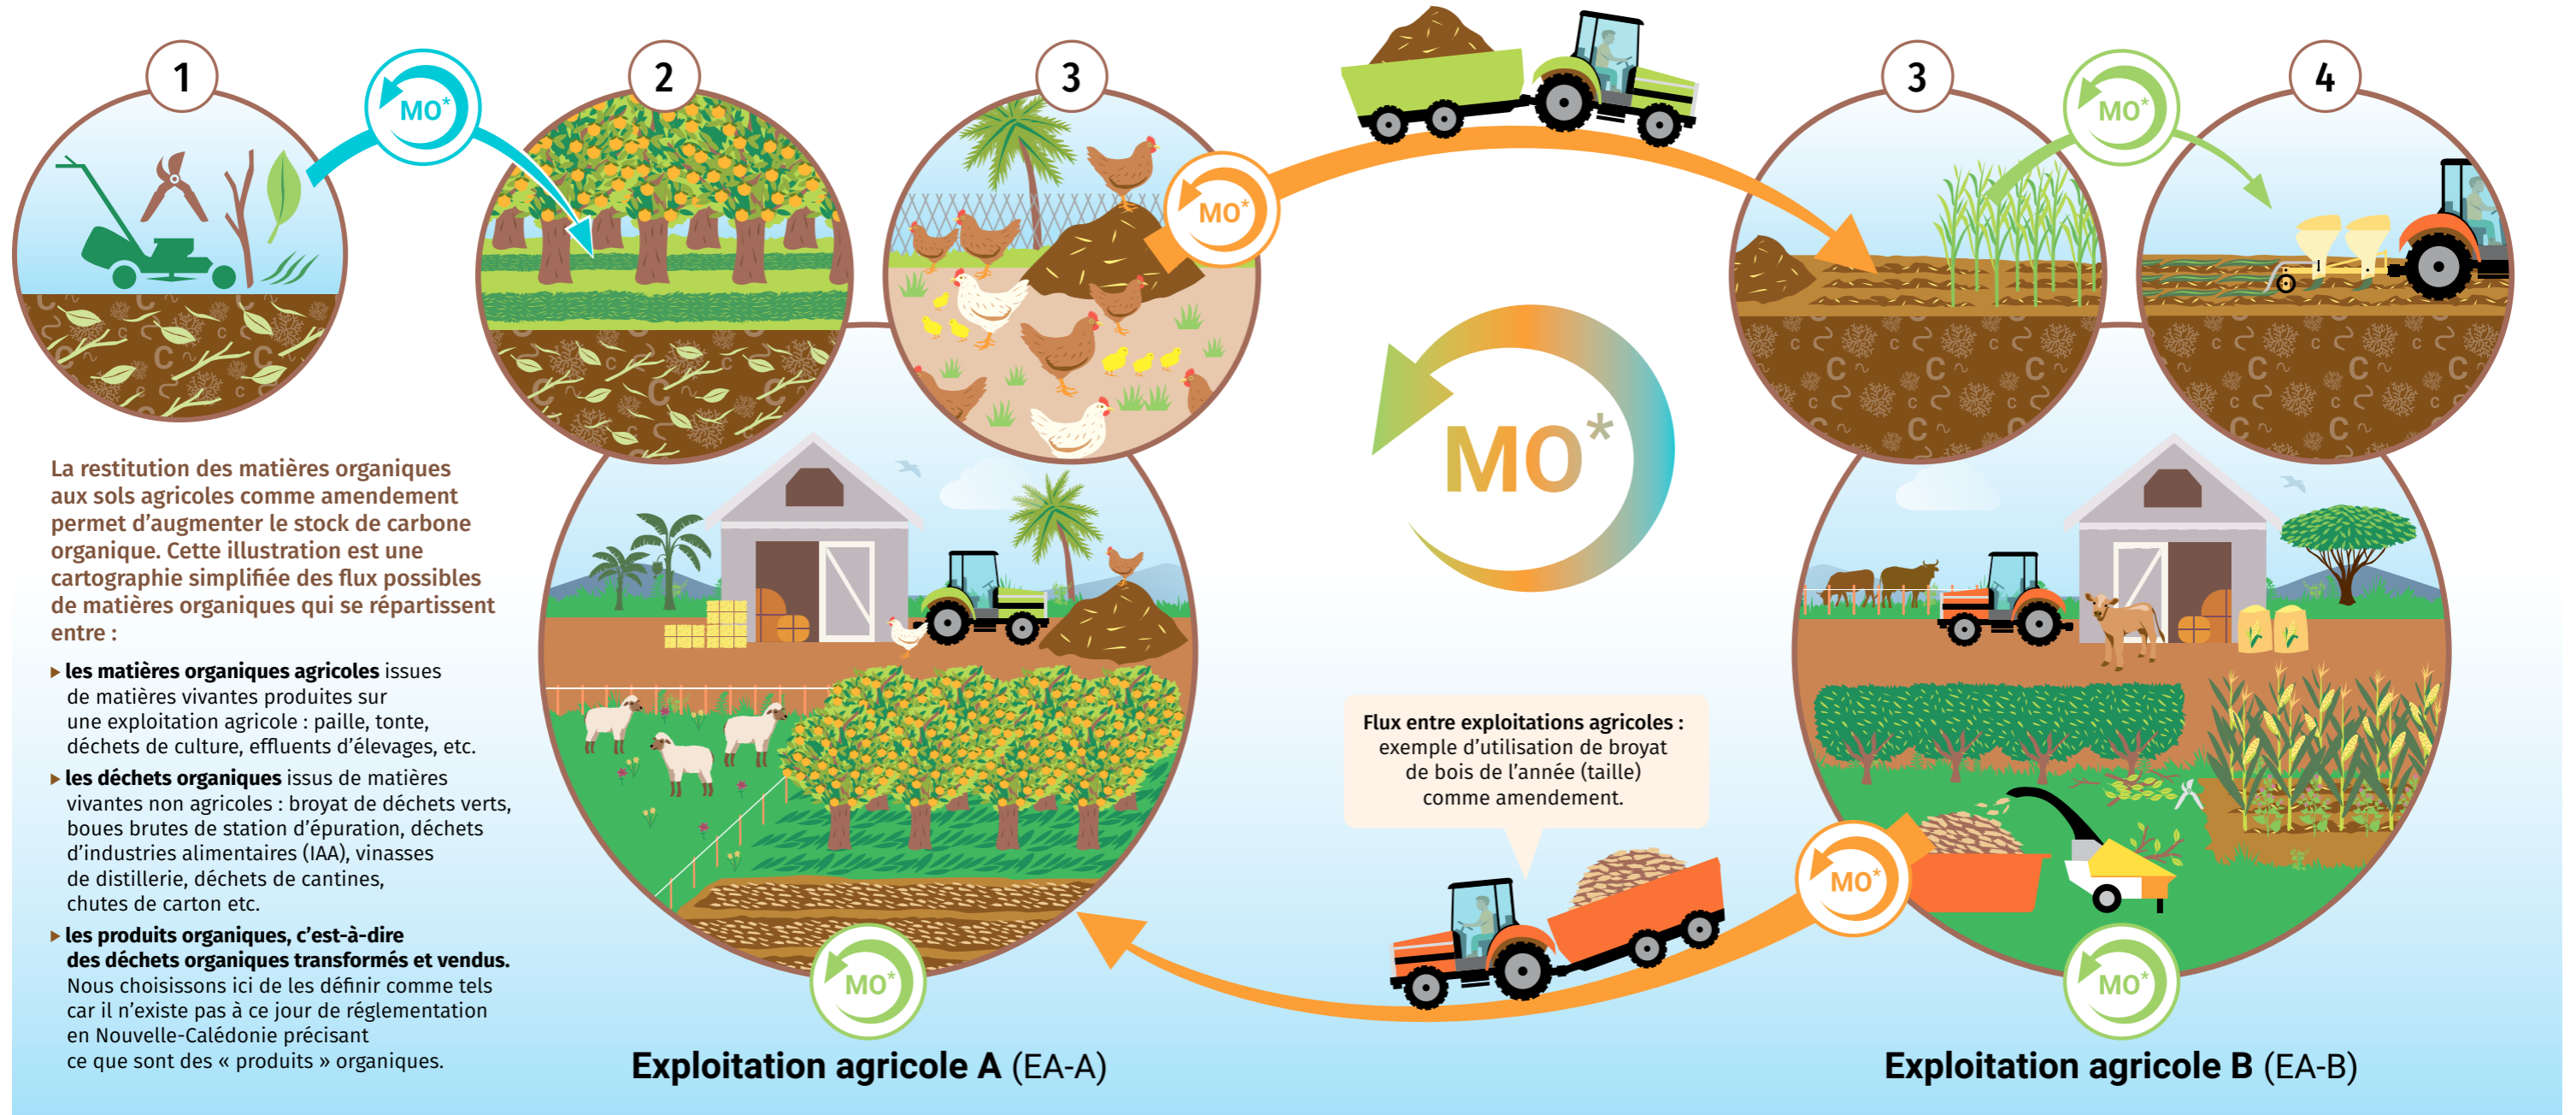 1
MO*
2
3
MO*
3
MO*
4
La restitution des matières organiques
aux sols agricoles comme amendement
permet d'augmenter le stock de carbone
organique. Cette illustration est une
cartographie simplifiée des flux possibles
de matières organiques qui se répartissent
entre :
▸ les matières organiques agricoles issues
de matières vivantes produites sur
une exploitation agricole : paille, tonte,
déchets de culture, effluents d'élevages, etc.
▸ les déchets organiques issus de matières
vivantes non agricoles : broyat de déchets verts,
boues brutes de station d'épuration, déchets
d'industries alimentaires (IAA), vinasses
de distillerie, déchets de cantines,
chutes de carton etc.
▸ les produits organiques, c'est-à-dire
des déchets organiques transformés et vendus.
Nous choisissons ici de les définir comme tels
car il n'existe pas à ce jour de réglementation
en Nouvelle-Calédonie précisant
ce que sont des « produits » organiques.
MO*
Flux entre exploitations agricoles :
exemple d'utilisation de broyat
de bois de l'année (taille)
comme amendement.
MO*
MO*
MO*
Exploitation agricole A (EA-A)
Exploitation agricole B (EA-B)